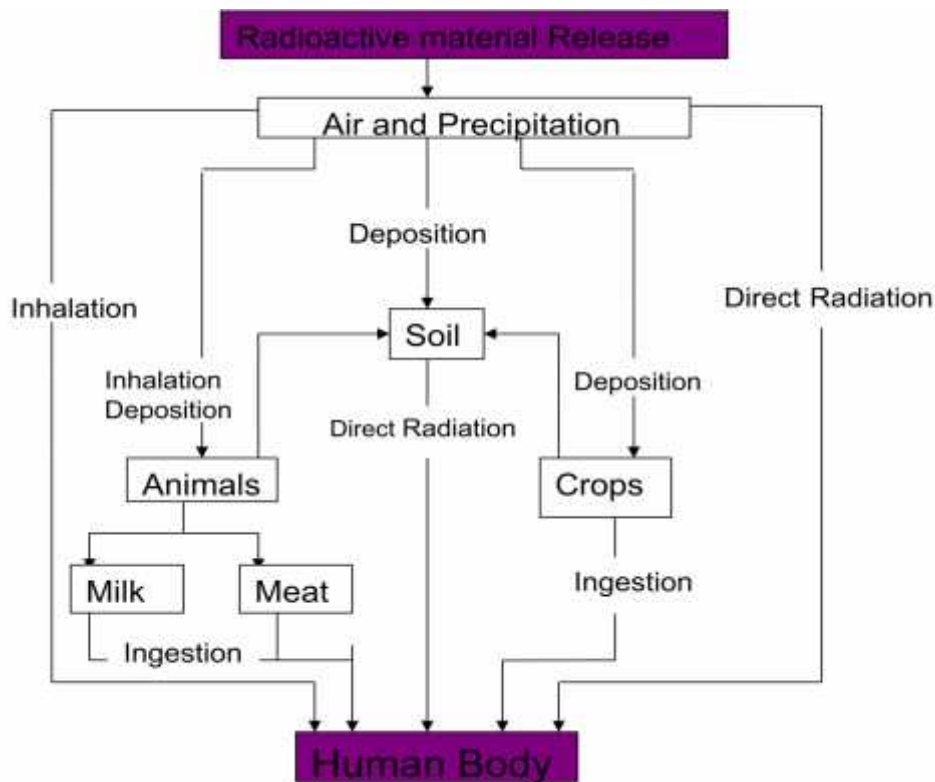 Radioactive material Release
Air and Precipitation
Deposition
Inhalation
Direct Radiation
Soil
Inhalation
Deposition
Deposition
Direct Radiation
Animals
Crops
Milk
Meat
Ingestion
Ingestion
Human Body